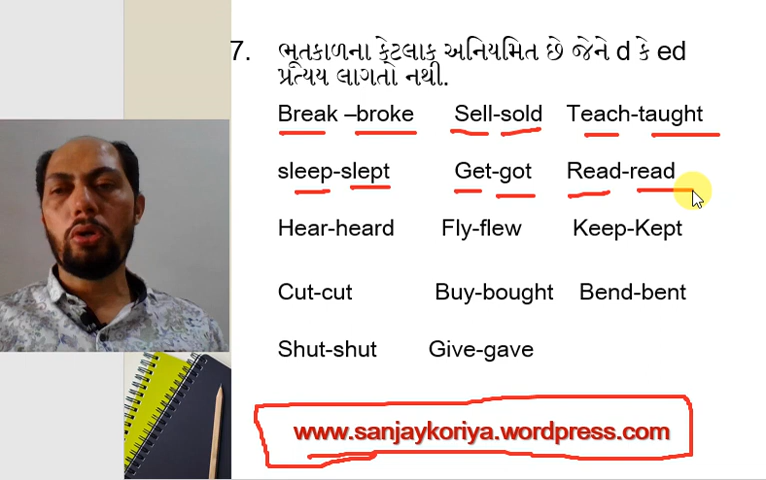 7. ભૂતકાળના કેટલાક અનિયમિત છે જેને d કે ed
પ્રત્યય લાગતો નથી.
Break –broke Sell-sold Teach-taught
sleep-slept Get-got Read-read
Hear-heard Fly-flew Keep-Kept
Cut-cut Buy-bought Bend-bent
Shut-shut Give-gave
www.sanjaykoriya.wordpress.com